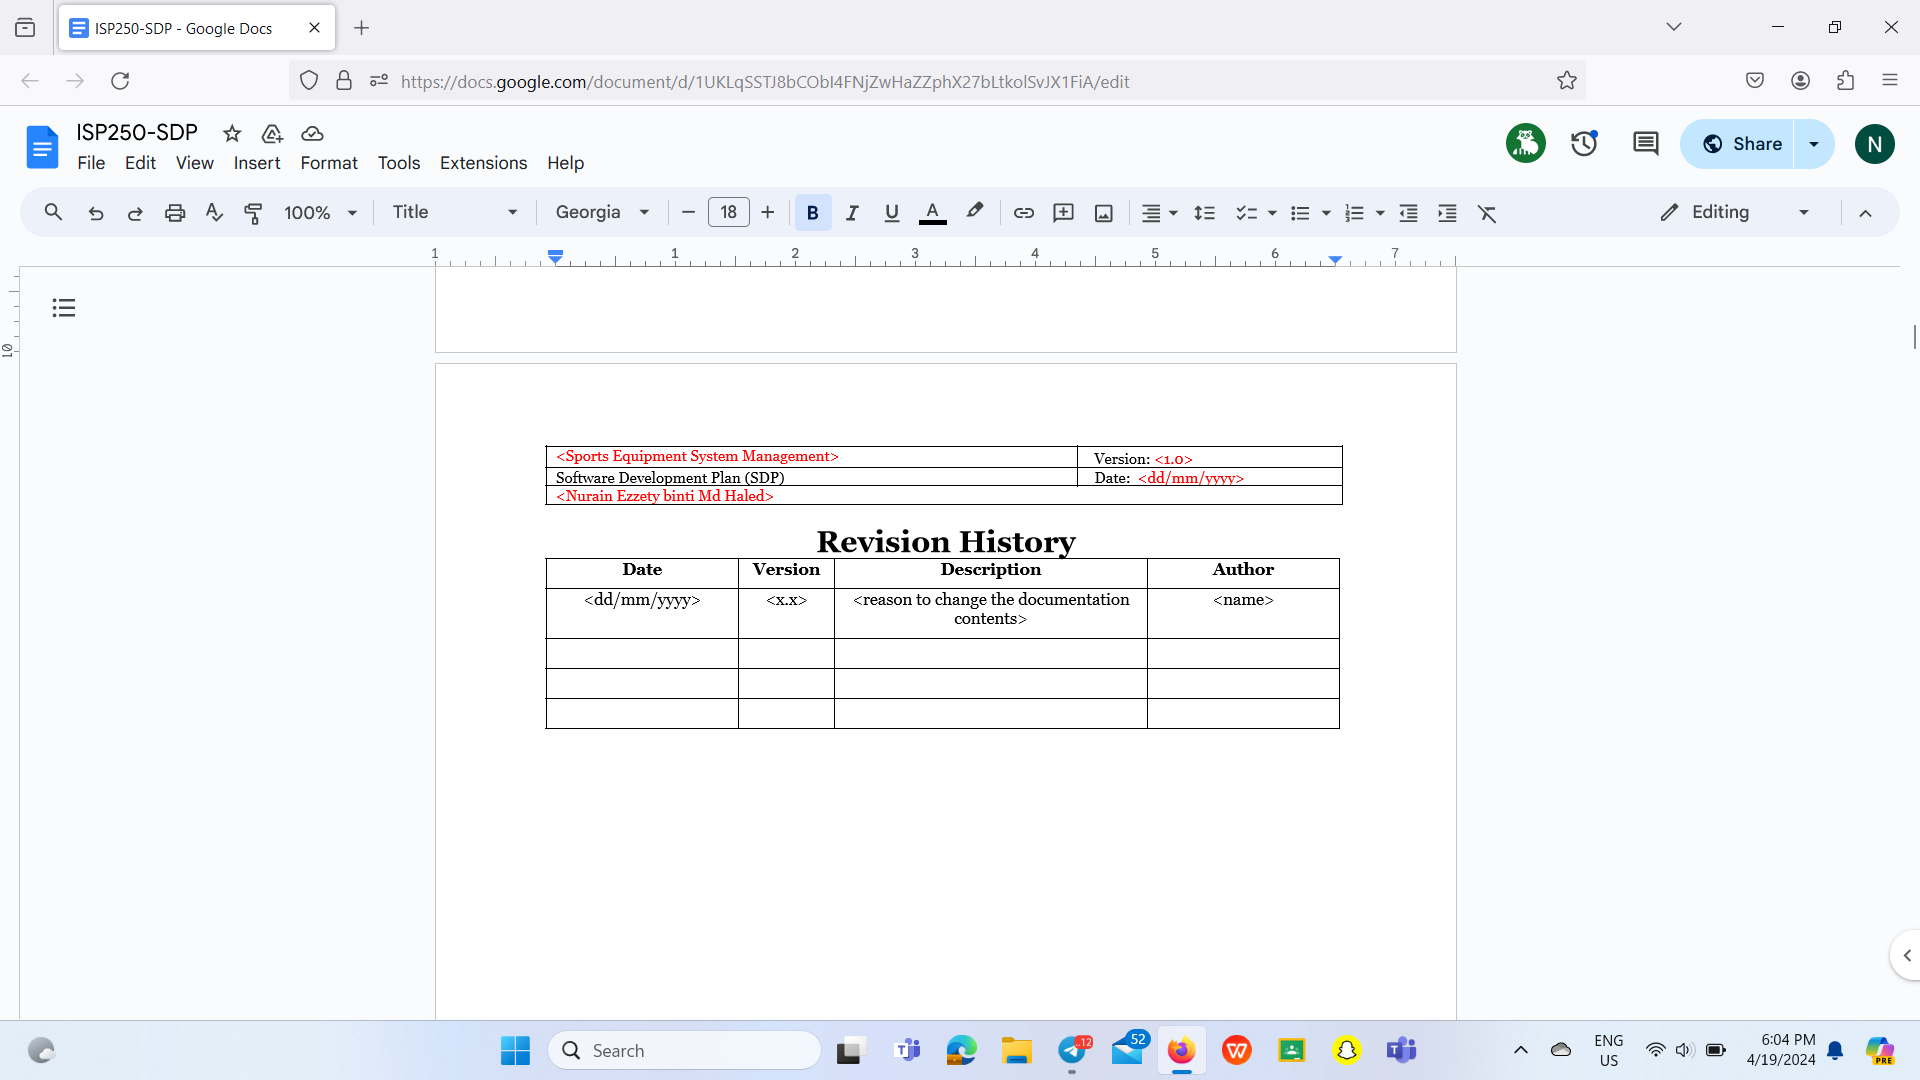 ISP250-SDP - Google Docs
https://docs.google.com/document/d/1UKLqSSTJ8bCObI4FNjZwHaZZphX27bLtkolSvJX1FiA/edit
ISP250-SDP
File Edit View Insert Format Tools Extensions Help
Share
N
100% Title Georgia 18 B I U A Editing
1 1 2 3 4 5 6 7
10
<Sports Equipment System Management> Version: <1.0>
Software Development Plan (SDP) Date: <dd/mm/yyyy>
<Nurain Ezzety binti Md Haled>
Revision History
Date Version Description Author
<dd/mm/yyyy> <x.x> <reason to change the documentation contents> <name>
Search
.12
52
ENG
US
6:04 PM
4/19/2024
PRE